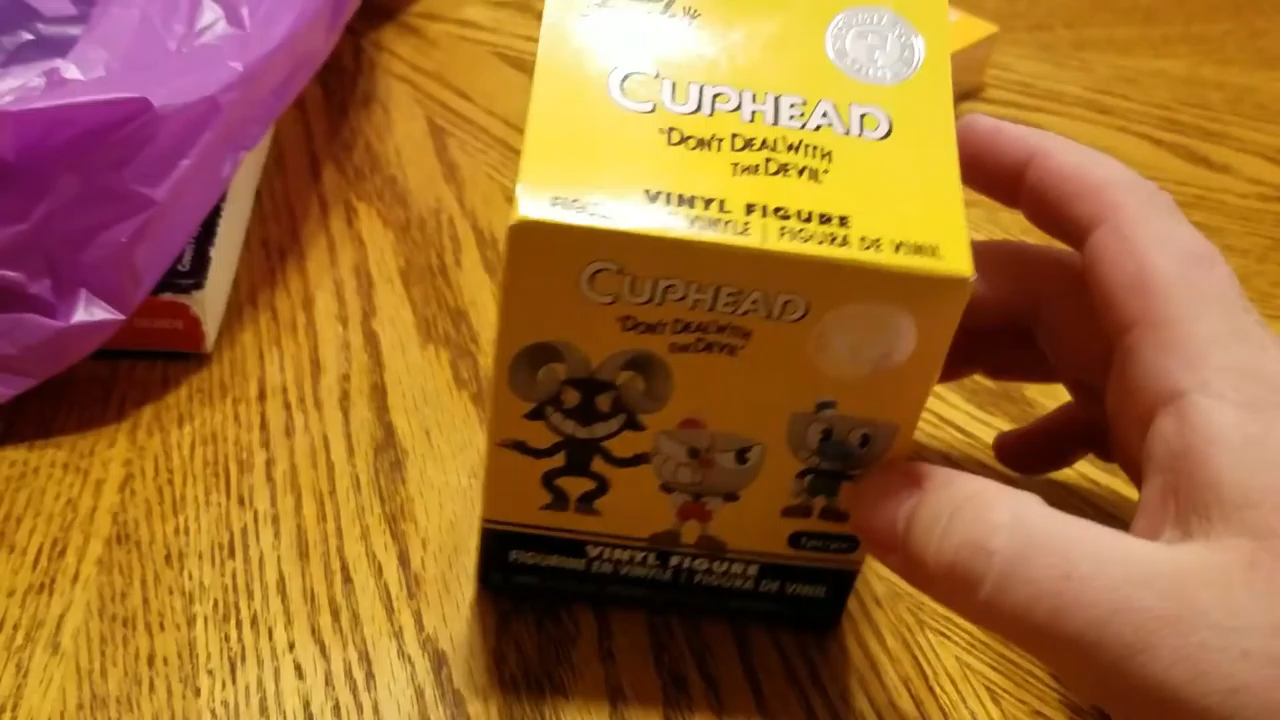 CUPHEAD
"DON'T DEAL WITH
THE DEVIL"
VINYL FIGURE
VINYLE | FIGURA DE VINIL
CUPHEAD
"DON'T DEAL WITH
THE DEVIL"
VINYL FIGURE
FIGURINE EN VINYLE | FIGURA DE VINIL